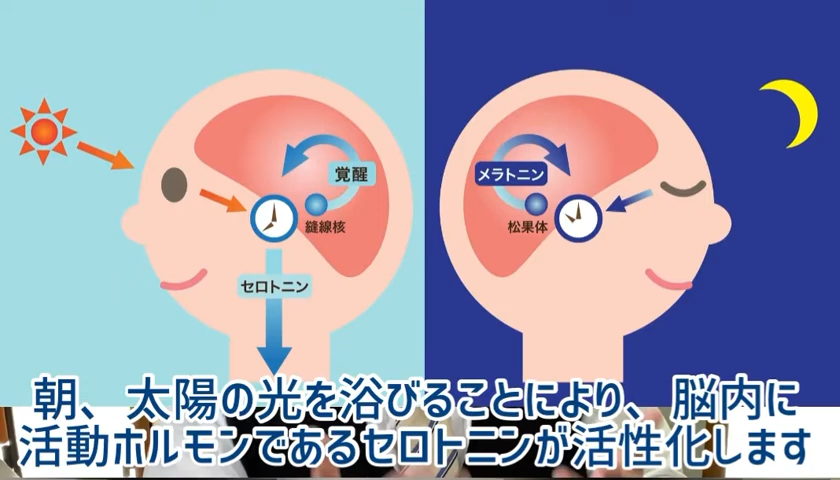 覚醒
縫線核
セロトニン
メラトニン
松果体
朝、太陽の光を浴びることにより、脳内に
活動ホルモンであるセロトニンが活性化します